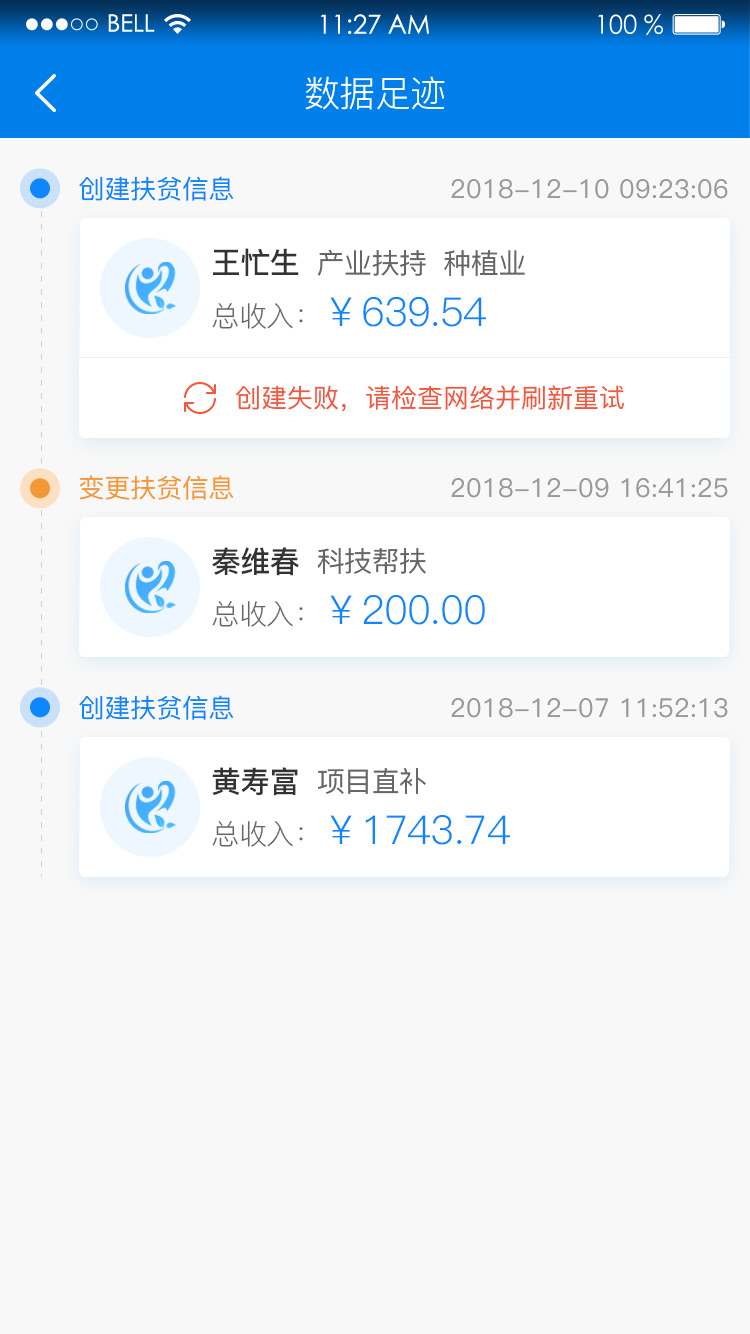 BELL 11:27 AM 100 %
数据足迹
创建扶贫信息 2018-12-10 09:23:06
王忙生 产业扶持 种植业
总收入: ¥ 639.54
创建失败，请检查网络并刷新重试
变更扶贫信息 2018-12-09 16:41:25
秦维春 科技帮扶
总收入: ¥ 200.00
创建扶贫信息 2018-12-07 11:52:13
黄寿富 项目直补
总收入: ¥ 1743.74